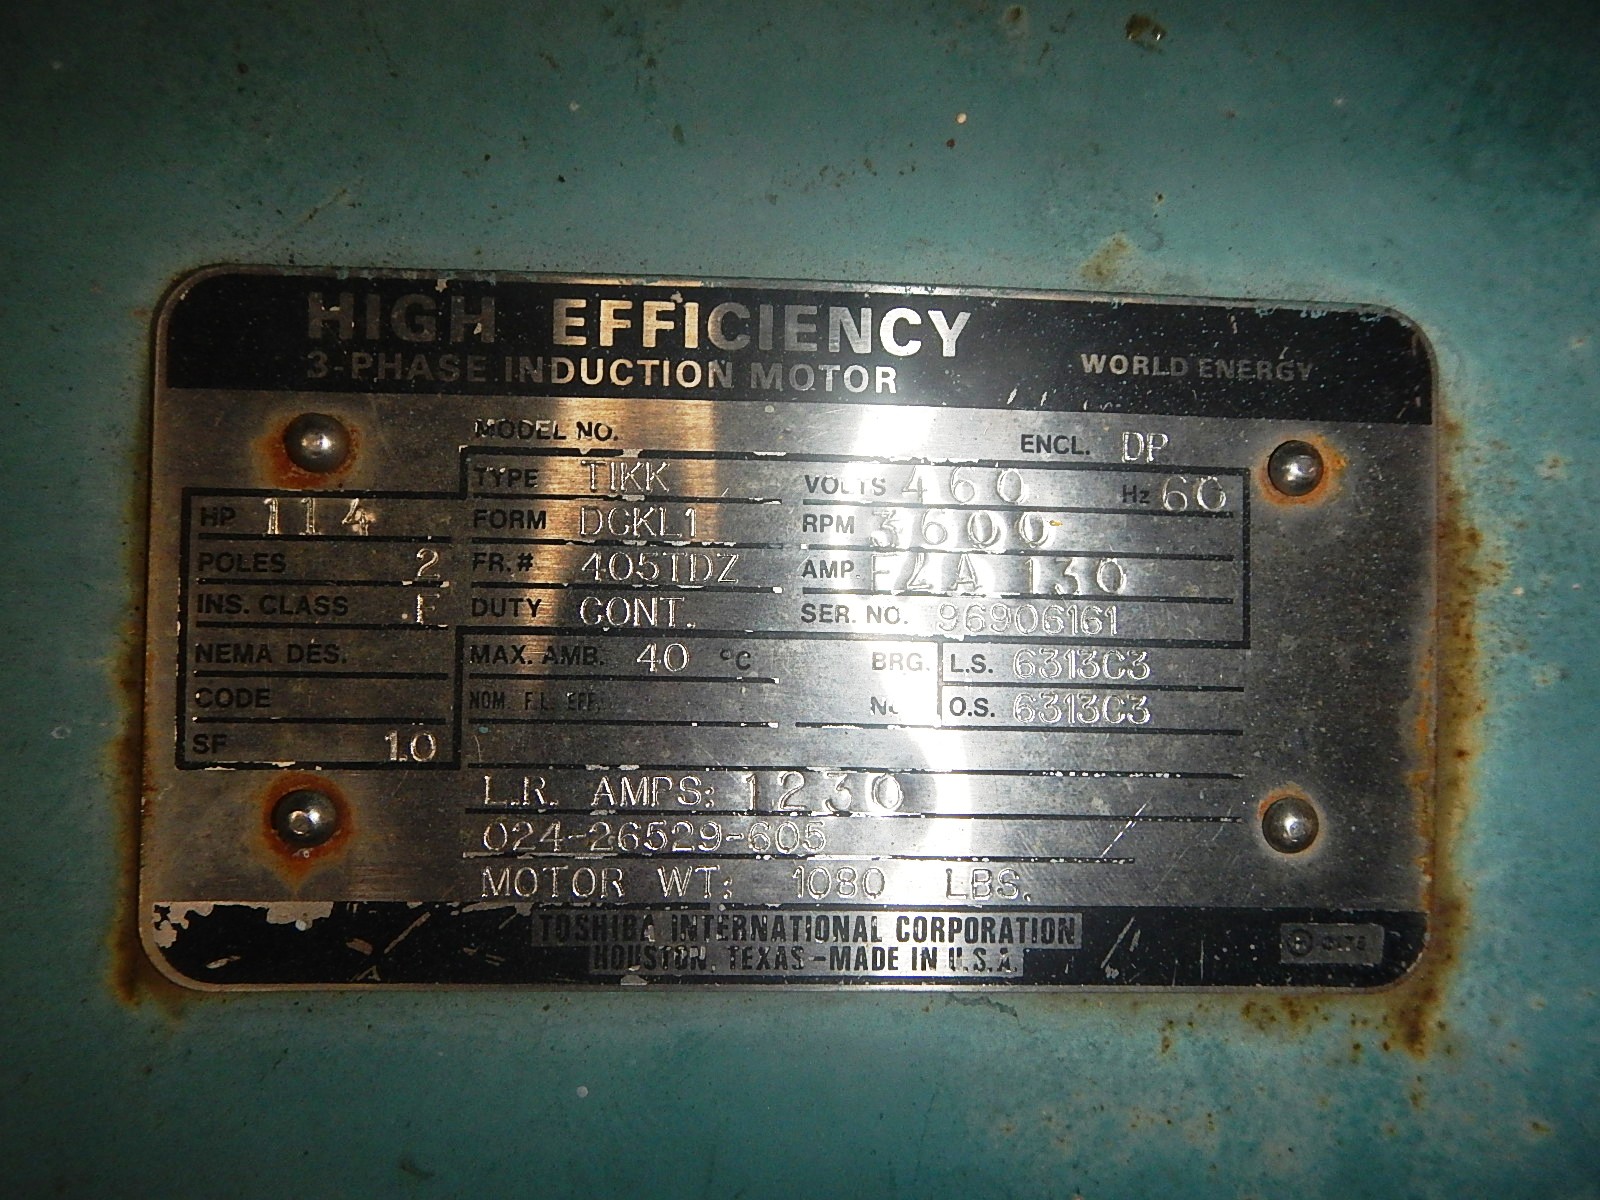 HIGH EFFICIENCY
3-PHASE INDUCTION MOTOR WORLD ENERGY
MODEL NO. ENCL. DP
TYPE TIKK VOLTS 460 Hz 60
HP 114 FORM DGKL1 RPM 3600
POLES 2 FR.# 405TDZ AMP. FLA 130
INS. CLASS F DUTY CONT. SER. NO. 96906161
NEMA DES. MAX. AMB. 40 °C BRG. L.S. 6313C3
CODE NOM. F.L. EFF. O.S. 6313C3
SF 1.0
L.R. AMPS: 1230
024-26529-605
MOTOR WT: 1080 LBS.
TOSHIBA INTERNATIONAL CORPORATION
HOUSTON, TEXAS-MADE IN U.S.A.